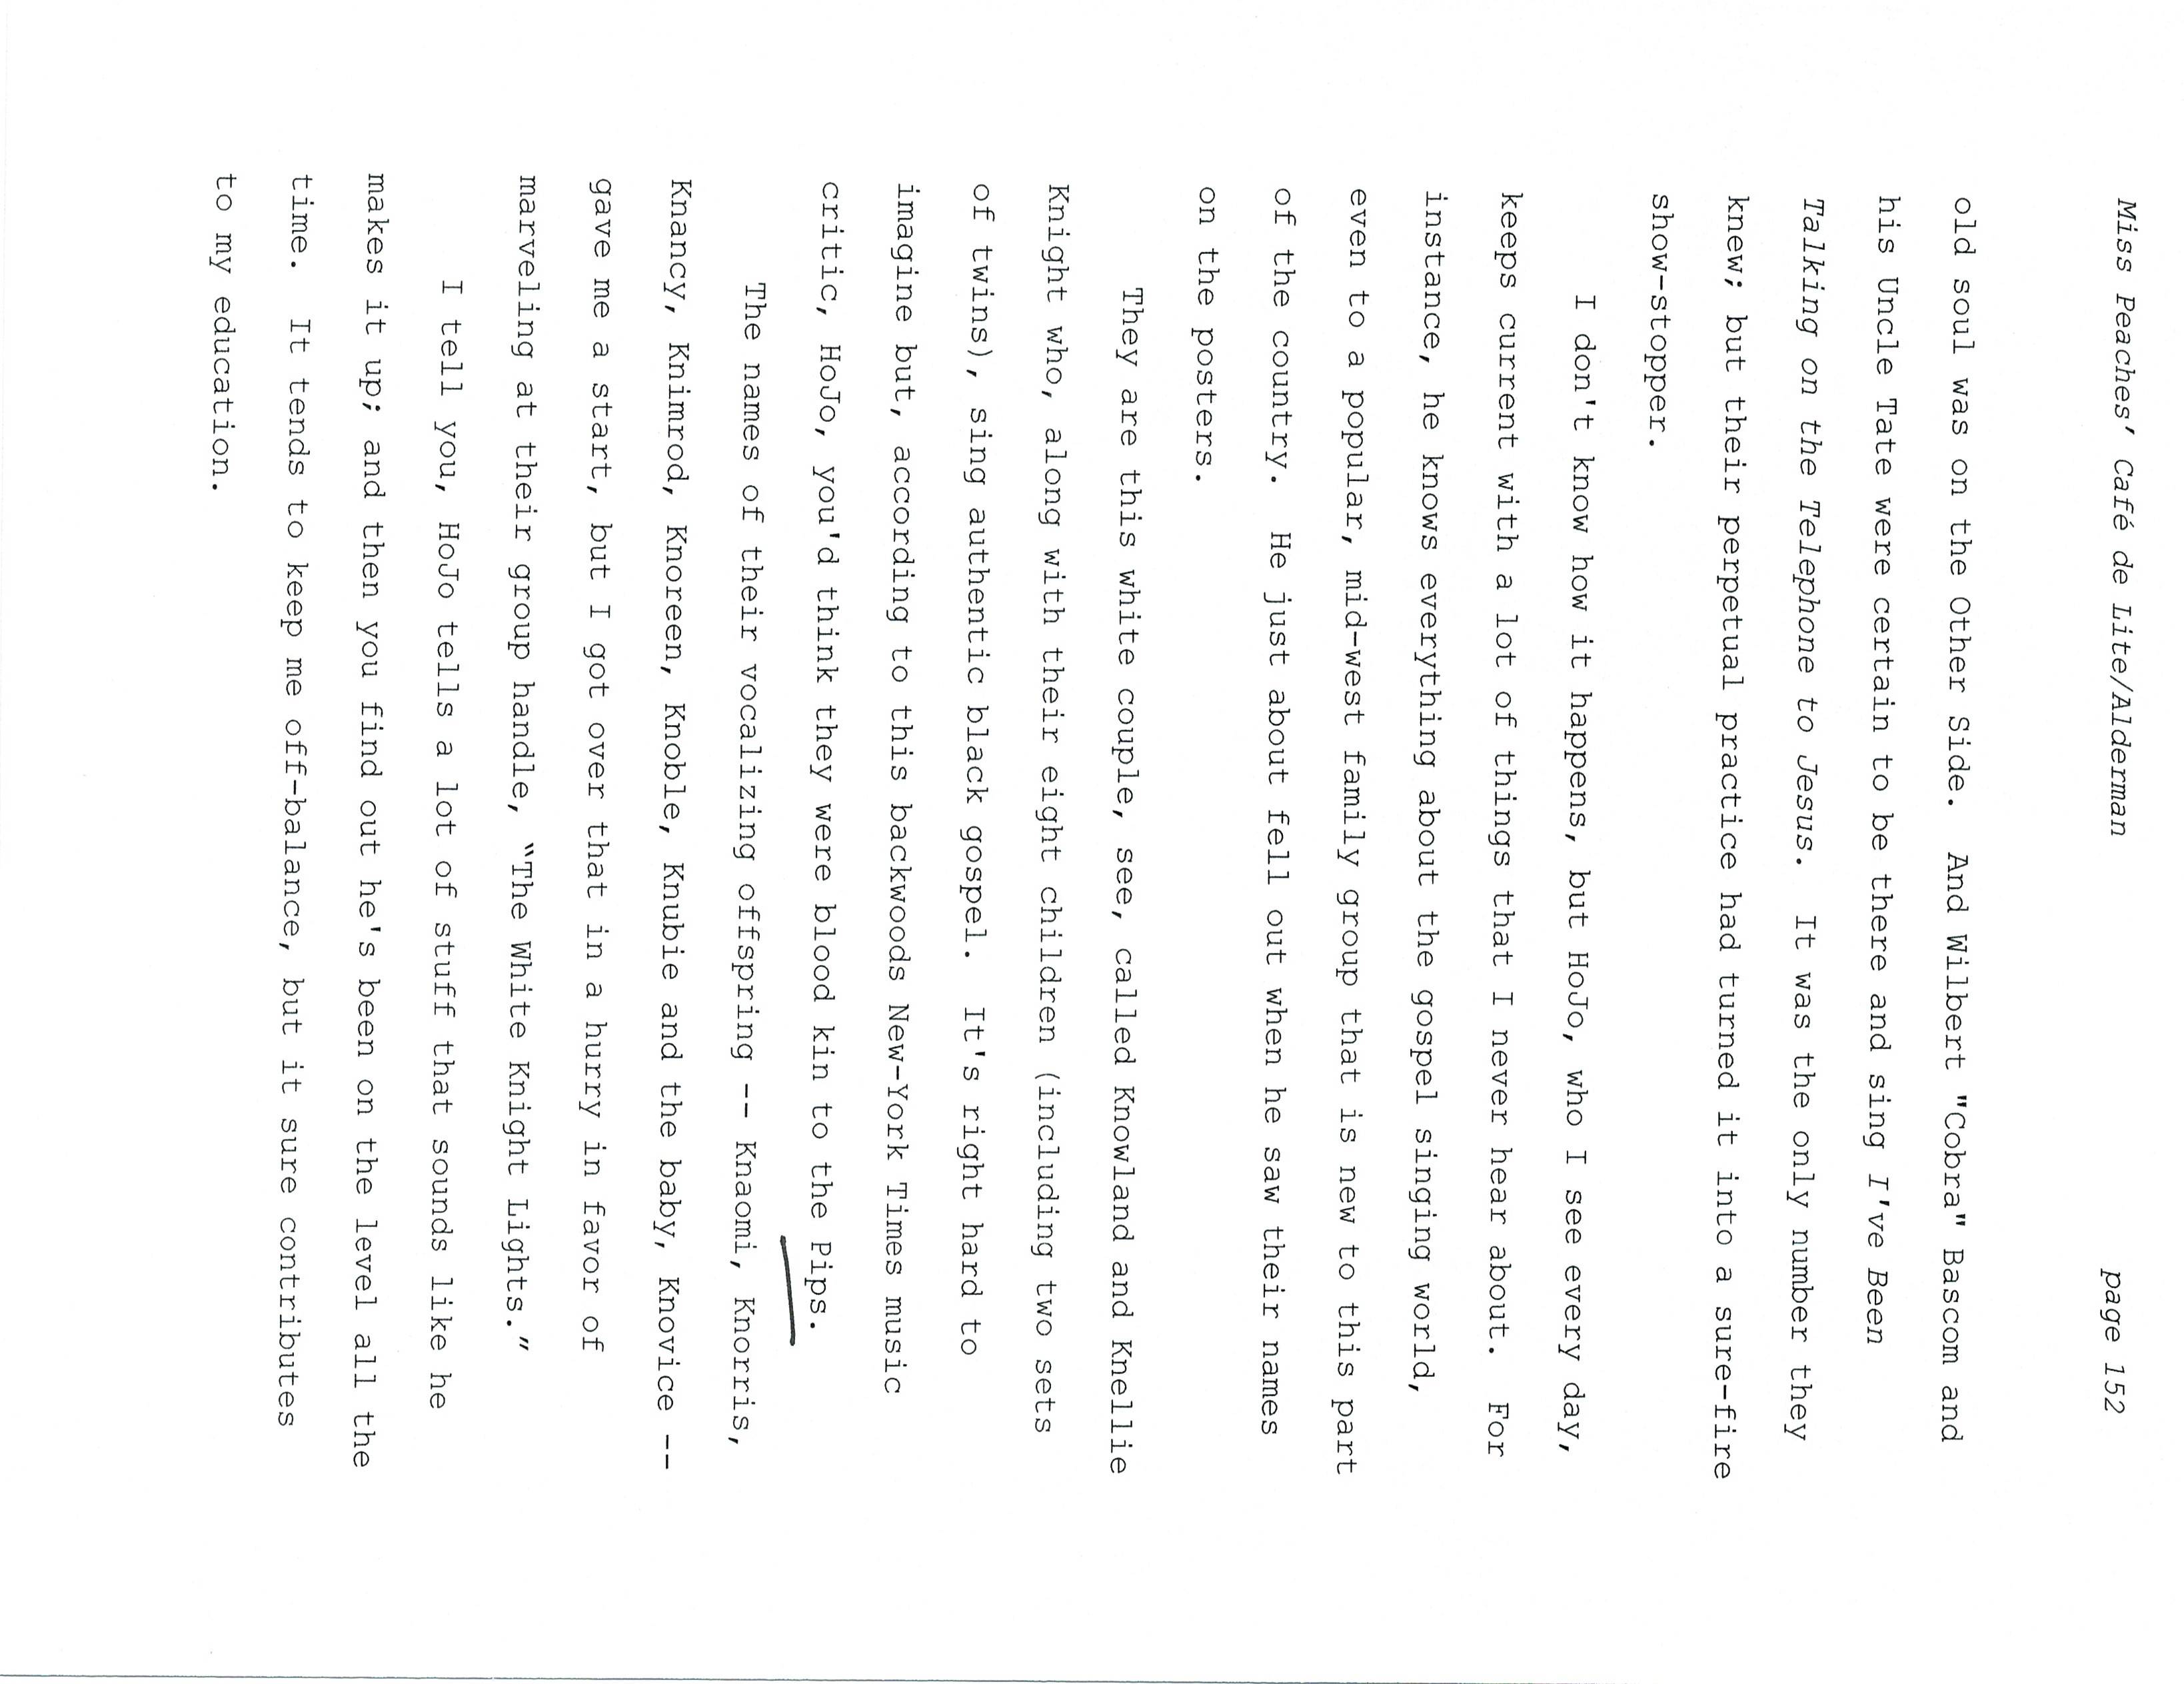 Miss Peaches' Café de Lite/Alderman page 152
old soul was on the Other Side.  And Wilbert "Cobra" Bascom and
his Uncle Tate were certain to be there and sing I've Been
Talking on the Telephone to Jesus.  It was the only number they
knew; but their perpetual practice had turned it into a sure-fire
show-stopper.
I don't know how it happens, but HoJo, who I see every day,
keeps current with a lot of things that I never hear about.  For
instance, he knows everything about the gospel singing world,
even to a popular, mid-west family group that is new to this part
of the country.  He just about fell out when he saw their names
on the posters.
They are this white couple, see, called Knowland and Knellie
Knight who, along with their eight children (including two sets
of twins), sing authentic black gospel.  It's right hard to
imagine but, according to this backwoods New-York Times music
critic, HoJo, you'd think they were blood kin to the Pips.
The names of their vocalizing offspring -- Knaomi, Knorris,
Knancy, Knimrod, Knoreen, Knoble, Knubie and the baby, Knovice --
gave me a start, but I got over that in a hurry in favor of
marveling at their group handle, “The White Knight Lights.”
I tell you, HoJo tells a lot of stuff that sounds like he
makes it up; and then you find out he's been on the level all the
time.  It tends to keep me off-balance, but it sure contributes
to my education.